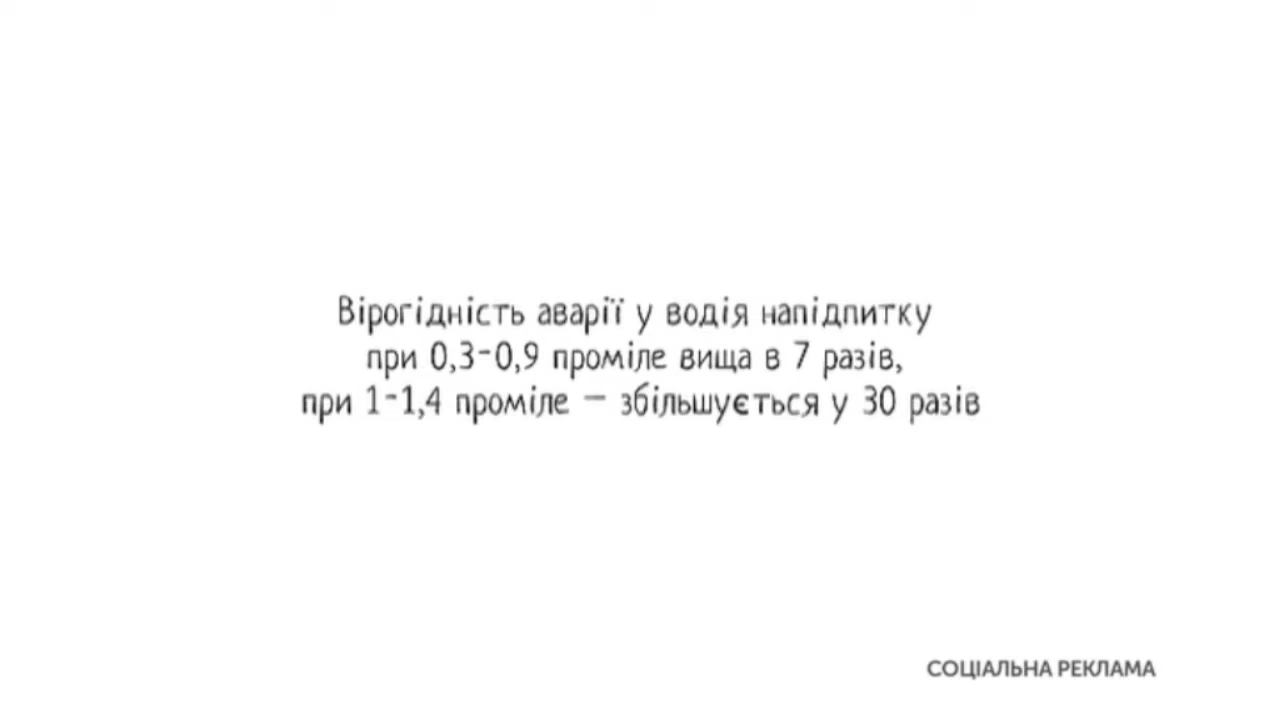 Вірогідність аварії у водія напідпитку
при 0,3-0,9 проміле вища в 7 разів,
при 1-1,4 проміле – збільшується у 30 разів
СОЦІАЛЬНА РЕКЛАМА